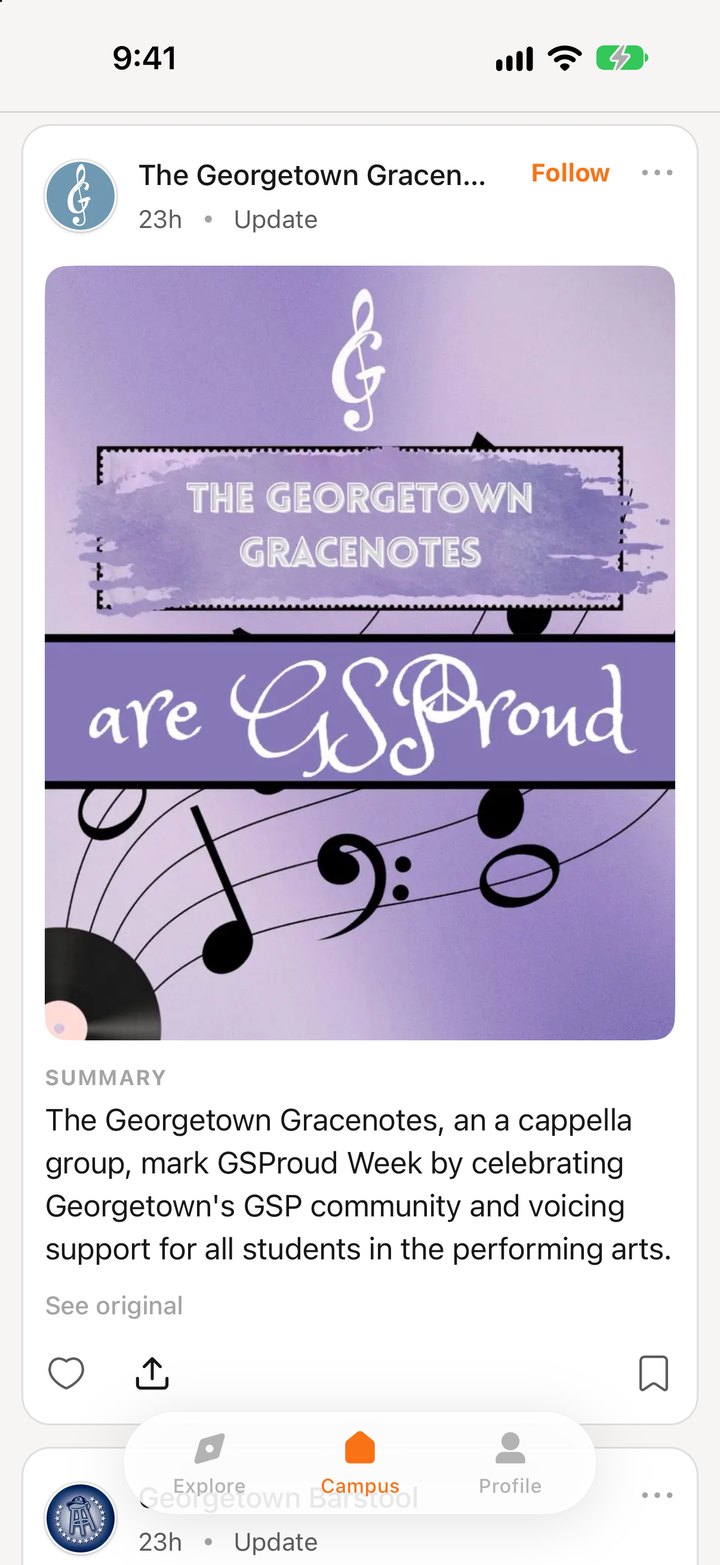 9:41
The Georgetown Gracen...
Follow
23h • Update
THE GEORGETOWN
GRACENOTES
are GSProud
SUMMARY
The Georgetown Gracenotes, an a cappella
group, mark GSProud Week by celebrating
Georgetown's GSP community and voicing
support for all students in the performing arts.
See original
Explore
Campus
Profile
Georgetown Barstool
23h • Update